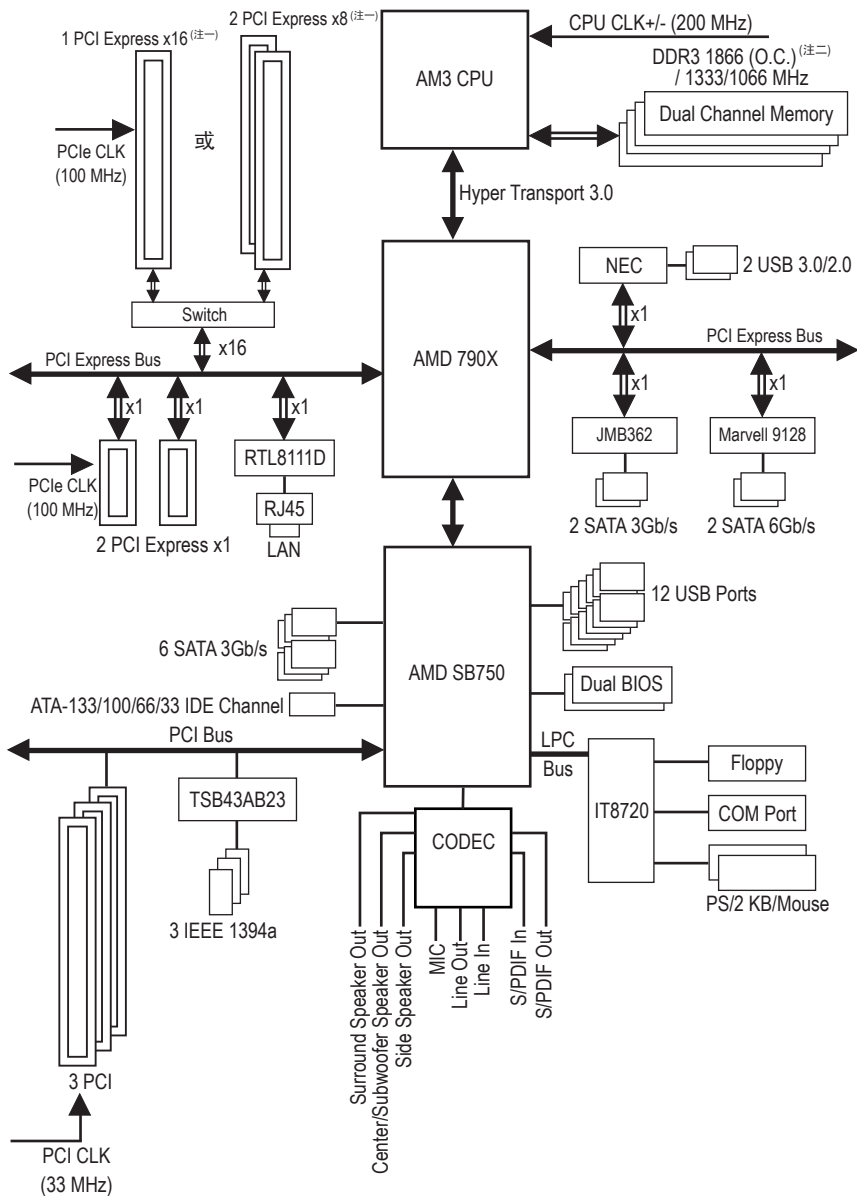 1 PCI Express x16(注一)
2 PCI Express x8(注一)
CPU CLK+/- (200 MHz)
DDR3 1866 (O.C.)(注二)
/ 1333/1066 MHz
AM3 CPU
Dual Channel Memory
或
PCIe CLK
(100 MHz)
Hyper Transport 3.0
NEC
2 USB 3.0/2.0
Switch
x1
x16
PCI Express Bus
PCI Express Bus
AMD 790X
x1
x1
x1
x1
x1
RTL8111D
JMB362
Marvell 9128
PCIe CLK
(100 MHz)
RJ45
LAN
2 PCI Express x1
2 SATA 3Gb/s
2 SATA 6Gb/s
12 USB Ports
6 SATA 3Gb/s
AMD SB750
Dual BIOS
ATA-133/100/66/33 IDE Channel
PCI Bus
LPC
Bus
TSB43AB23
IT8720
Floppy
COM Port
PS/2 KB/Mouse
CODEC
3 IEEE 1394a
Surround Speaker Out
Center/Subwoofer Speaker Out
Side Speaker Out
MIC
Line Out
Line In
S/PDIF In
S/PDIF Out
3 PCI
PCI CLK
(33 MHz)